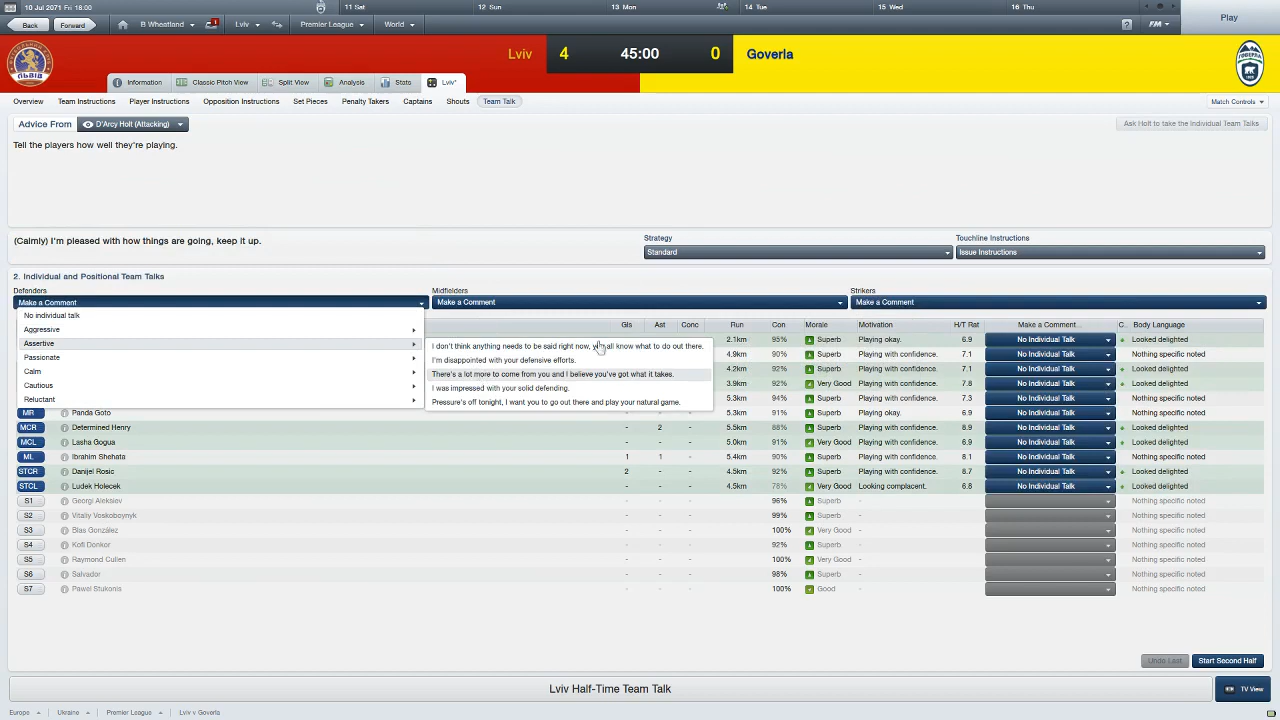 10 Jul 2071 Fri 18:00
11 Sat
12 Sun
13 Mon
14 Tue
15 Wed
16 Thu
Back
Forward
B Wheatland
1
Lviv
Premier League
World
?
FM
Play
ЛЬВІВ
Lviv
4
45:00
0
Goverla
Information
Classic Pitch View
Split View
Analysis
Stats
Lviv*
Overview
Team Instructions
Player Instructions
Opposition Instructions
Set Pieces
Penalty Takers
Captains
Shouts
Team Talk
Match Controls
Advice From
D'Arcy Holt (Attacking)
Ask Holt to take the Individual Team Talks
Tell the players how well they're playing.
(Calmly) I'm pleased with how things are going, keep it up.
Strategy
Standard
Touchline Instructions
Issue Instructions
2. Individual and Positional Team Talks
Defenders
Make a Comment
Midfielders
Make a Comment
Strikers
Make a Comment
No individual talk
Aggressive
Assertive
Passionate
Calm
Cautious
Reluctant
I don't think anything needs to be said right now, you all know what to do out there.
I'm disappointed with your defensive efforts.
There's a lot more to come from you and I believe you've got what it takes.
I was impressed with your solid defending.
Pressure's off tonight, I want you to go out there and play your natural game.
Gls Ast Conc Run Con Morale Motivation H/T Rat Make a Comment... C.. Body Language
2.1km 95% Superb Playing okay. 6.9 No Individual Talk Looked delighted
4.9km 90% Superb Playing with confidence. 7.1 No Individual Talk Nothing specific noted
4.2km 92% Superb Playing with confidence. 7.1 No Individual Talk Looked delighted
3.9km 92% Very Good Playing with confidence. 7.8 No Individual Talk Looked delighted
5.4km 94% Superb Playing with confidence. 7.3 No Individual Talk Nothing specific noted
MR Panda Goto - - - 6.4km 93% Superb Playing okay. 6.9 No Individual Talk Nothing specific noted
MCR Determined Henry - 2 - 5.5km 88% Superb Playing with confidence. 8.9 No Individual Talk Looked delighted
MCL Lasha Gogua - - - 5.0km 91% Very Good Playing with confidence. 6.9 No Individual Talk Looked delighted
ML Ibrahim Shehata 1 1 - 5.4km 90% Superb Playing with confidence. 8.1 No Individual Talk Nothing specific noted
STCR Danijel Rosic 2 - - 4.5km 92% Superb Playing with confidence. 8.7 No Individual Talk Looked delighted
STCL Ludek Holecek - - - 4.5km 78% Very Good Looking complacent. 6.8 No Individual Talk Looked delighted
S1 Georgi Aleksiev - - - 96% Superb - Nothing specific noted
S2 Vitaliy Voskoboynyk - - - 99% Superb - Nothing specific noted
S3 Blas González - - - 100% Very Good - Nothing specific noted
S4 Kofi Donkor - - - 92% Superb - Nothing specific noted
S5 Raymond Cullen - - - 100% Very Good - Nothing specific noted
S6 Salvador - - - 98% Superb - Nothing specific noted
S7 Pawel Stukonis - - - 100% Good - Nothing specific noted
Undo Last
Start Second Half
Lviv Half-Time Team Talk
TV View
Europe
Ukraine
Premier League
Lviv v Goverla